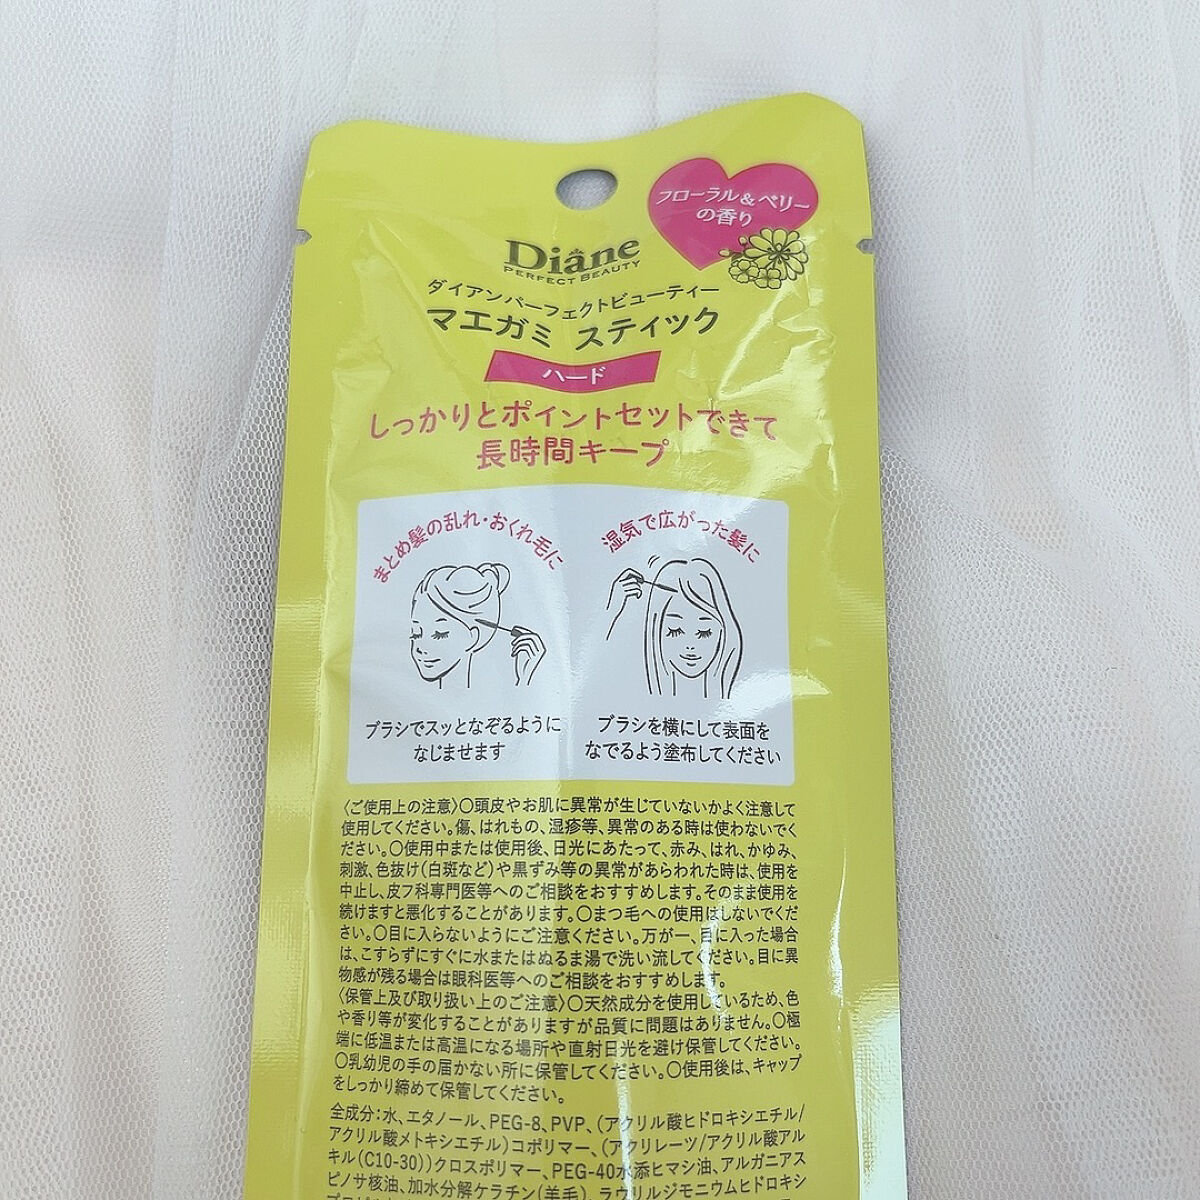 フローラル&ベリー
の香り
Diane
PERFECT BEAUTY
ダイアンパーフェクトビューティー
マエガミ スティック
ハード
しっかりとポイントセットできて
長時間キープ
まとめ髪の乱れ・おくれ毛に
湿気で広がった髪に
ブラシでスッとなぞるように
なじませます
ブラシを横にして表面を
なでるよう塗布してください
〈ご使用上の注意〉○頭皮やお肌に異常が生じていないかよく注意して
使用してください。傷、はれもの、湿疹等、異常のある時は使わないでく
ださい。○使用中または使用後、日光にあたって、赤み、はれ、かゆみ、
刺激、色抜け(白斑など)や黒ずみ等の異常があらわれた時は、使用を
中止し、皮フ科専門医等へのご相談をおすすめします。そのまま使用を
続けますと悪化することがあります。○まつ毛への使用はしないでくだ
さい。○目に入らないようにご注意ください。万が一、目に入った場合
は、こすらずにすぐに水またはぬるま湯で洗い流してください。目に異
物感が残る場合は眼科医等へのご相談をおすすめします。
〈保管上及び取り扱い上のご注意〉○天然成分を使用しているため、色
や香り等が変化することがありますが品質に問題はありません。○極
端に低温または高温になる場所や直射日光を避け保管してください。
○乳幼児の手の届かない所に保管してください。○使用後は、キャップ
をしっかり締めて保管してください。
全成分:水、エタノール、PEG-8、PVP、(アクリル酸ヒドロキシエチル/
アクリル酸メトキシエチル)コポリマー、(アクリレーツ/アクリル酸アル
キル(C10-30))クロスポリマー、PEG-40水添ヒマシ油、アルガニアス
ピノサ核油、加水分解ケラチン(羊毛)、ラウリルジモニウムヒドロキシ